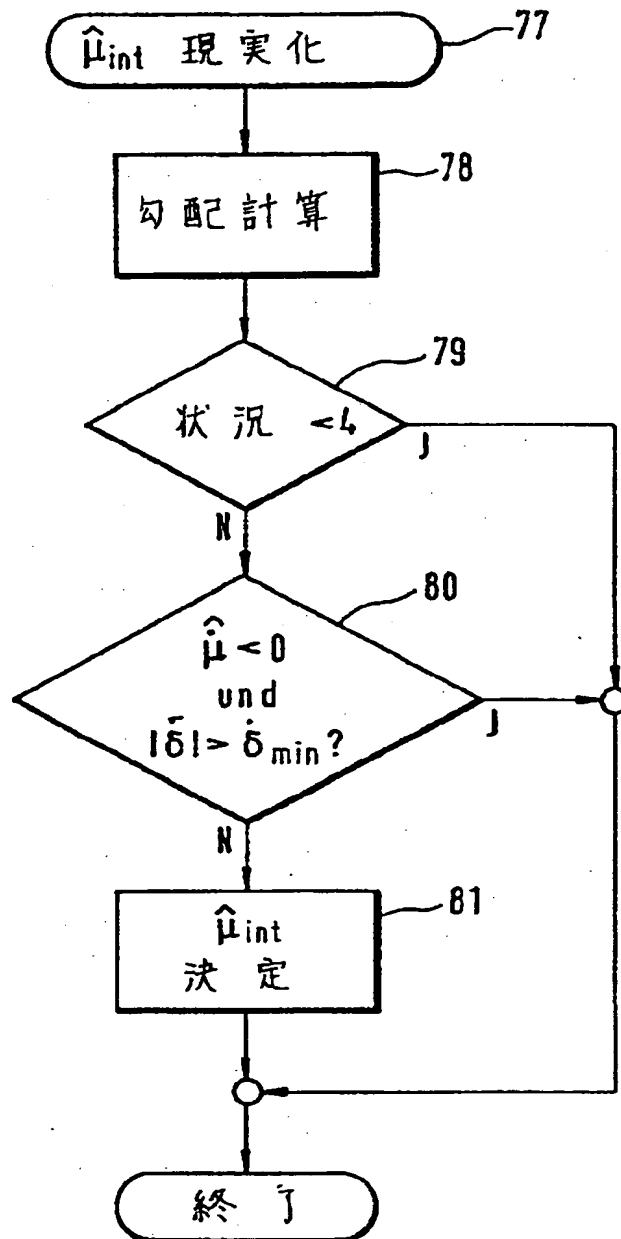 μ̂int 現実化
77
勾配計算
78
状況 <4
79
J
N
μ̂̇<0
und
|δ̄|>δ̇min?
80
J
N
μ̂int
決定
81
終了